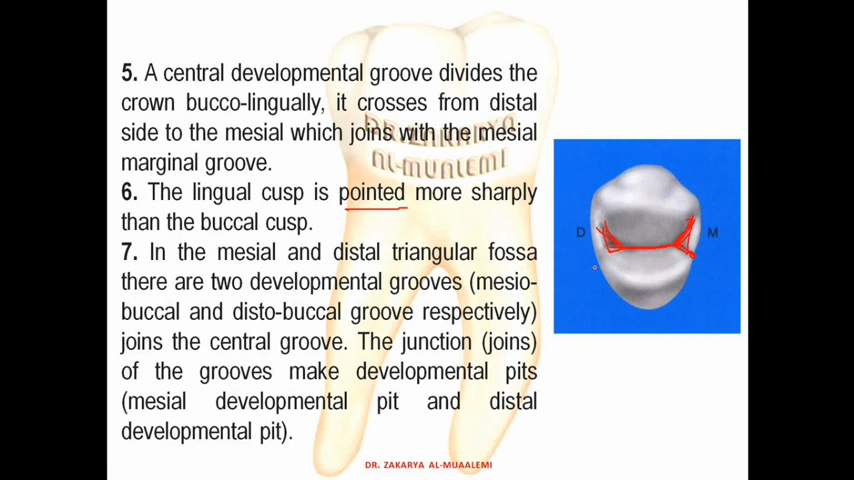 5. A central developmental groove divides the
crown bucco-lingually, it crosses from distal
side to the mesial which joins with the mesial
marginal groove.
6. The lingual cusp is pointed more sharply
than the buccal cusp.
7. In the mesial and distal triangular fossa
there are two developmental grooves (mesio-
buccal and disto-buccal groove respectively)
joins the central groove. The junction (joins)
of the grooves make developmental pits
(mesial developmental pit and distal
developmental pit).
DR. ZAKARYA
AL-MUALEMI
D
M
DR. ZAKARYA AL-MUAALEMI